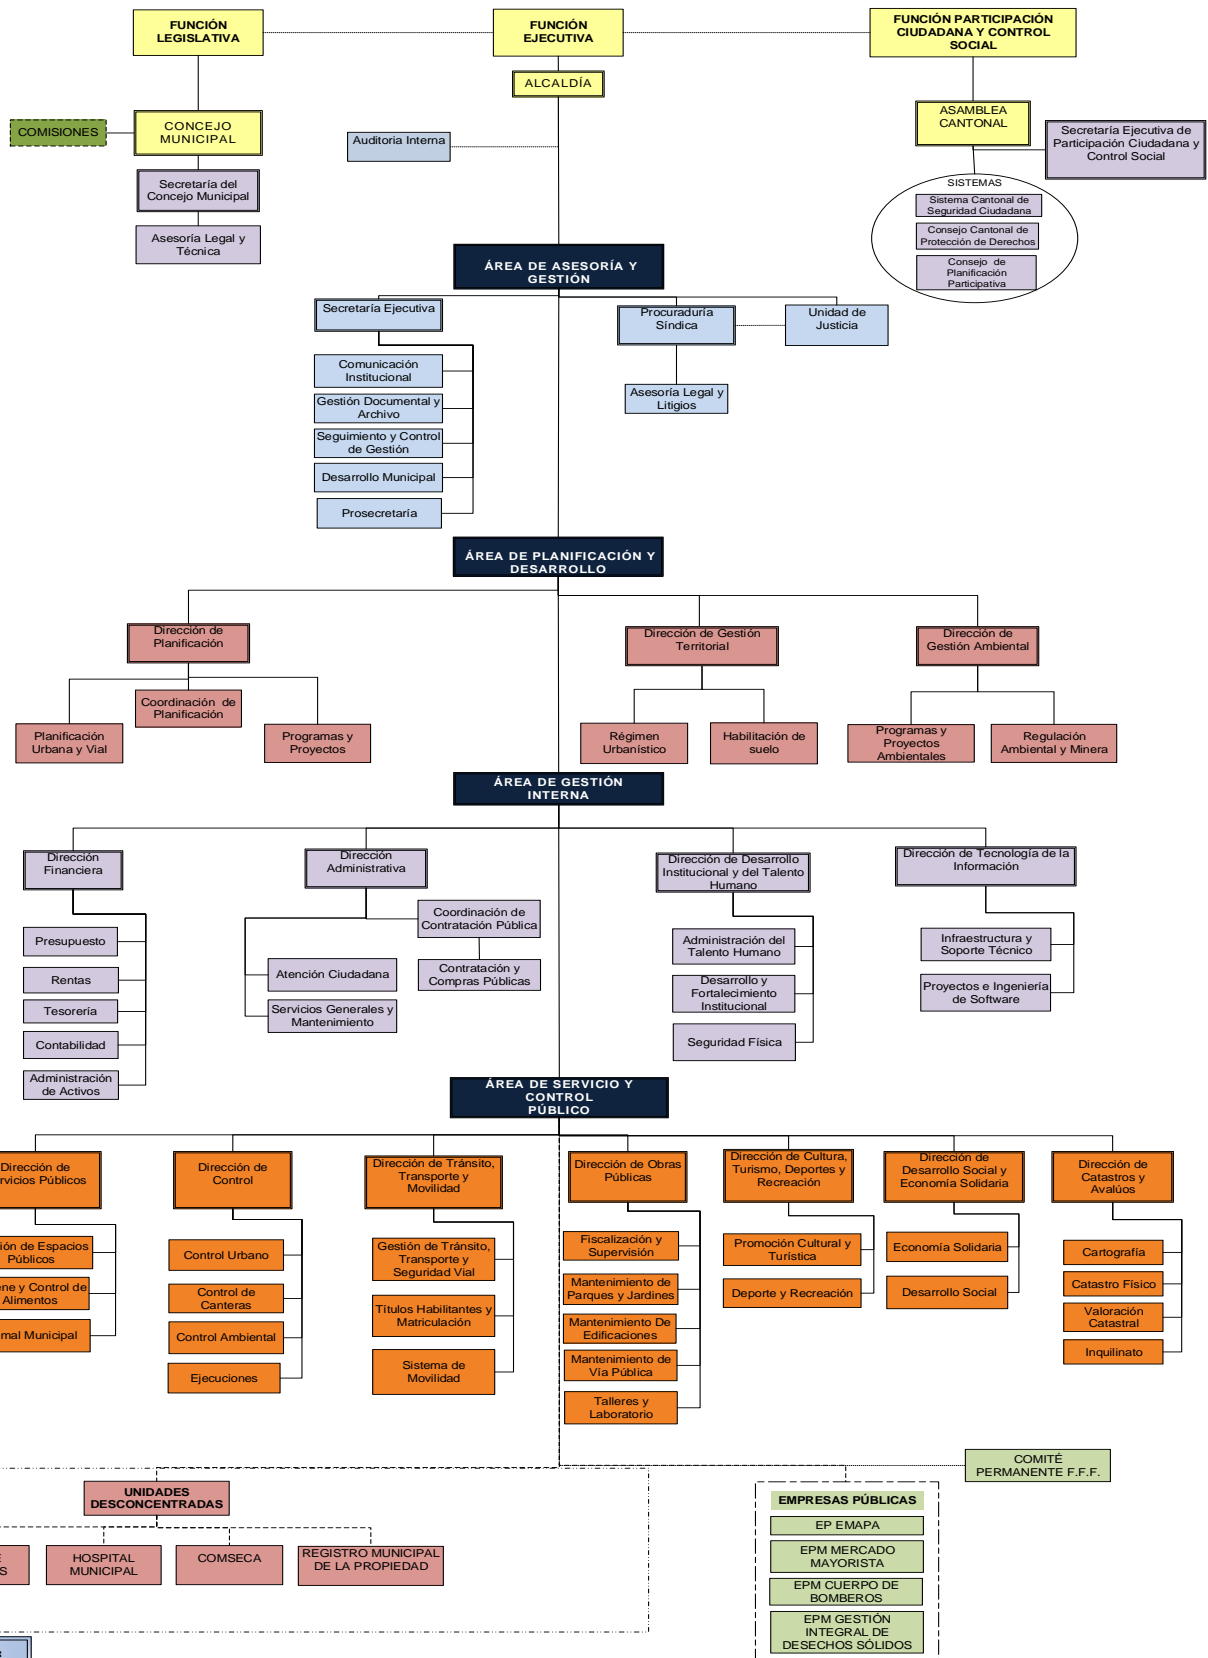 FUNCIÓN
LEGISLATIVA
FUNCIÓN
EJECUTIVA
FUNCIÓN PARTICIPACIÓN
CIUDADANA Y CONTROL
SOCIAL
ALCALDÍA
COMISIONES
CONCEJO
MUNICIPAL
ASAMBLEA
CANTONAL
Auditoria Interna
Secretaría Ejecutiva de
Participación Ciudadana y
Control Social
Secretaría del
Concejo Municipal
Asesoría Legal y
Técnica
SISTEMAS
Sistema Cantonal de
Seguridad Ciudadana
Consejo Cantonal de
Protección de Derechos
Consejo de
Planificación
Participativa
ÁREA DE ASESORÍA Y
GESTIÓN
Secretaría Ejecutiva
Procuraduría
Síndica
Unidad de
Justicia
Comunicación
Institucional
Gestión Documental y
Archivo
Seguimiento y Control
de Gestión
Desarrollo Municipal
Prosecretaría
Asesoría Legal y
Litigios
ÁREA DE PLANIFICACIÓN Y
DESARROLLO
Dirección de
Planificación
Dirección de Gestión
Territorial
Dirección de
Gestión Ambiental
Planificación
Urbana y Vial
Coordinación de
Planificación
Programas y
Proyectos
Régimen
Urbanístico
Habilitación de
suelo
Programas y
Proyectos
Ambientales
Regulación
Ambiental y Minera
ÁREA DE GESTIÓN
INTERNA
Dirección
Financiera
Dirección
Administrativa
Dirección de Desarrollo
Institucional y del Talento
Humano
Dirección de Tecnología de la
Información
Presupuesto
Rentas
Tesorería
Contabilidad
Administración
de Activos
Coordinación de
Contratación Pública
Atención Ciudadana
Contratación y
Compras Públicas
Servicios Generales y
Mantenimiento
Administración del
Talento Humano
Desarrollo y
Fortalecimiento
Institucional
Seguridad Física
Infraestructura y
Soporte Técnico
Proyectos e Ingeniería
de Software
ÁREA DE SERVICIO Y
CONTROL
PÚBLICO
Dirección de
rvicios Públicos
Dirección de
Control
Dirección de Tránsito,
Transporte y
Movilidad
Dirección de Obras
Públicas
Dirección de Cultura,
Turismo, Deportes y
Recreación
Dirección de
Desarrollo Social y
Economía Solidaria
Dirección de
Catastros y
Avalúos
ión de Espacios
Públicos
ene y Control de
Alimentos
mal Municipal
Control Urbano
Control de
Canteras
Control Ambiental
Ejecuciones
Gestión de Tránsito,
Transporte y
Seguridad Vial
Títulos Habilitantes y
Matriculación
Sistema de
Movilidad
Fiscalización y
Supervisión
Mantenimiento de
Parques y Jardines
Mantenimiento De
Edificaciones
Mantenimiento de
Vía Pública
Talleres y
Laboratorio
Promoción Cultural y
Turística
Deporte y Recreación
Economía Solidaria
Desarrollo Social
Cartografía
Catastro Físico
Valoración
Catastral
Inquilinato
COMITÉ
PERMANENTE F.F.F.
UNIDADES
DESCONCENTRADAS
HOSPITAL
MUNICIPAL
COMSECA
REGISTRO MUNICIPAL
DE LA PROPIEDAD
EMPRESAS PÚBLICAS
EP EMAPA
EPM MERCADO
MAYORISTA
EPM CUERPO DE
BOMBEROS
EPM GESTIÓN
INTEGRAL DE
DESECHOS SÓLIDOS